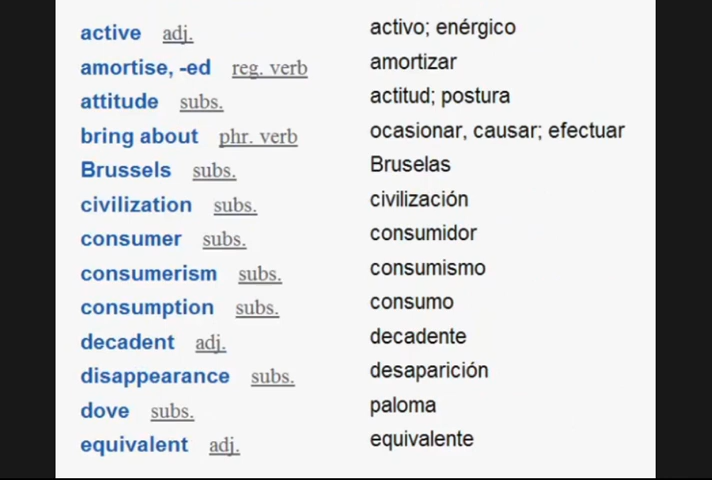 active adj. activo; enérgico
amortise, -ed reg. verb amortizar
attitude subs. actitud; postura
bring about phr. verb ocasionar, causar; efectuar
Brussels subs. Bruselas
civilization subs. civilización
consumer subs. consumidor
consumerism subs. consumismo
consumption subs. consumo
decadent adj. decadente
disappearance subs. desaparición
dove subs. paloma
equivalent adj. equivalente